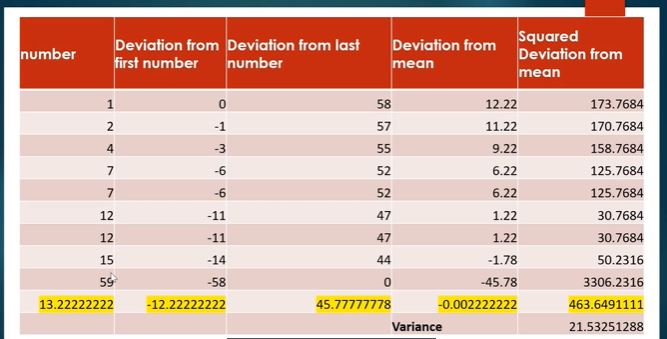 number Deviation from first number Deviation from last number Deviation from mean Squared Deviation from mean
1 0 58 12.22 173.7684
2 -1 57 11.22 170.7684
4 -3 55 9.22 158.7684
7 -6 52 6.22 125.7684
7 -6 52 6.22 125.7684
12 -11 47 1.22 30.7684
12 -11 47 1.22 30.7684
15 -14 44 -1.78 50.2316
59 -58 0 -45.78 3306.2316
13.22222222 -12.22222222 45.77777778 -0.002222222 463.6491111
Variance 21.53251288